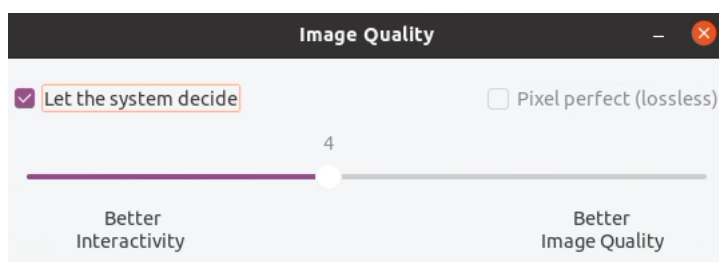 Image Quality
Let the system decide
Pixel perfect (lossless)
4
Better
Interactivity
Better
Image Quality